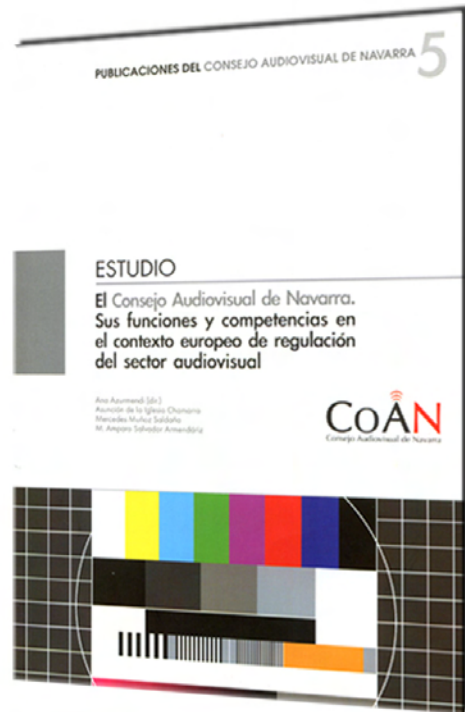 PUBLICACIONES DEL CONSEJO AUDIOVISUAL DE NAVARRA 5
ESTUDIO
El Consejo Audiovisual de Navarra.
Sus funciones y competencias en
el contexto europeo de regulación
del sector audiovisual
Ana Azurmendi (dir.)
Asunción de la Iglesia Chamarro
Mercedes Muñoz Saldaña
M. Amparo Salvador Armendáriz
CoAN
Consejo Audiovisual de Navarra